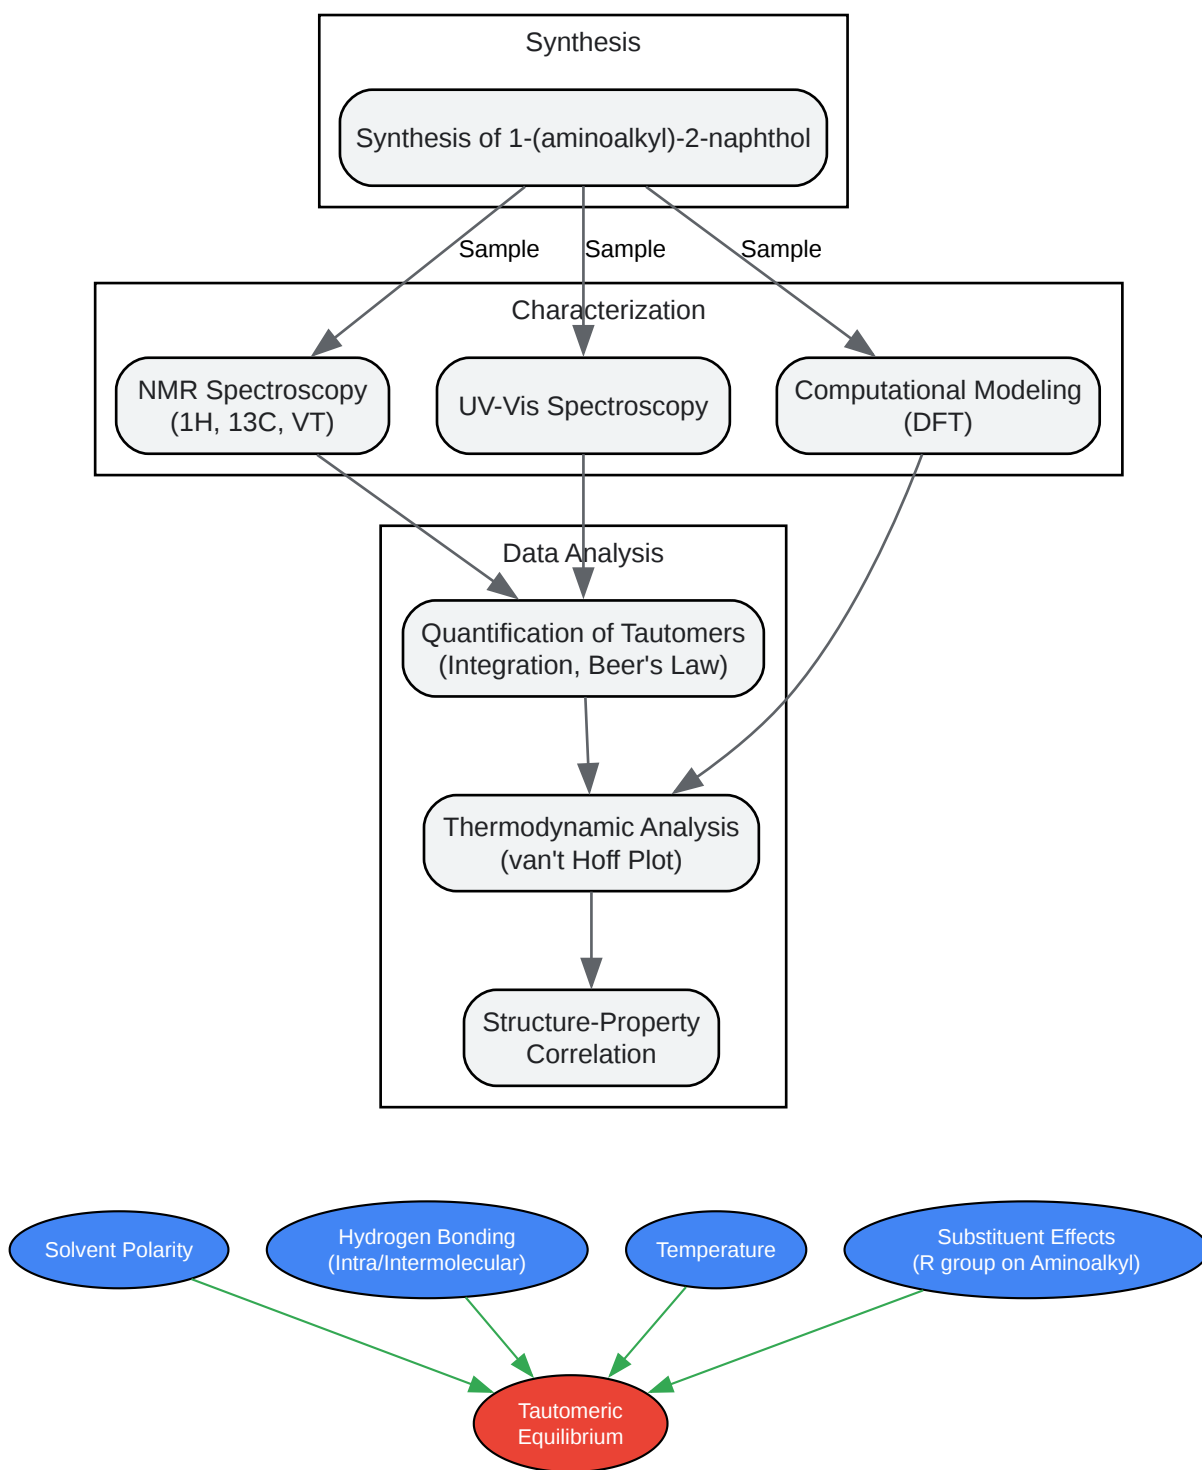 Synthesis
Synthesis of 1-(aminoalkyl)-2-naphthol
Sample
Sample
Sample
Characterization
NMR Spectroscopy
(1H, 13C, VT)
UV-Vis Spectroscopy
Computational Modeling
(DFT)
Data Analysis
Quantification of Tautomers
(Integration, Beer's Law)
Thermodynamic Analysis
(van't Hoff Plot)
Structure-Property
Correlation
Solvent Polarity
Hydrogen Bonding
(Intra/Intermolecular)
Temperature
Substituent Effects
(R group on Aminoalkyl)
Tautomeric
Equilibrium